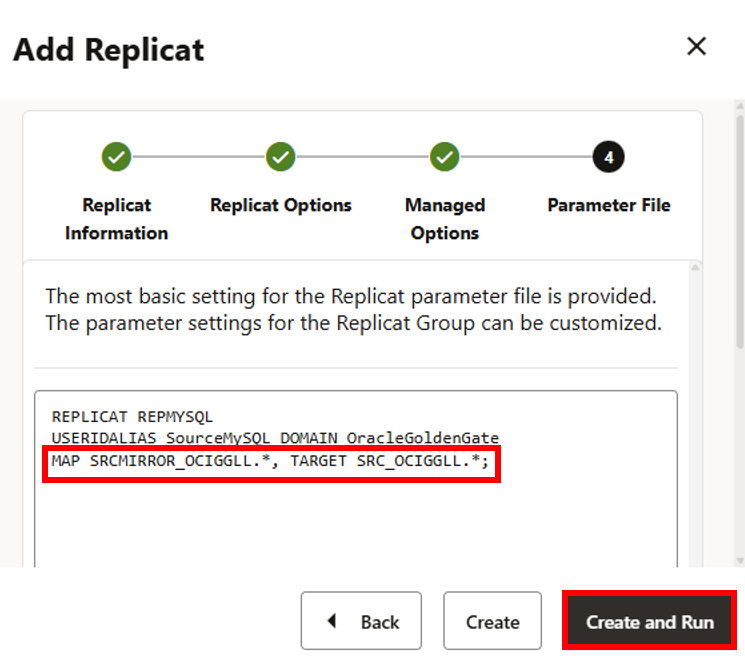 Add Replicat
4
Replicat
Information
Replicat Options
Managed
Options
Parameter File
The most basic setting for the Replicat parameter file is provided.
The parameter settings for the Replicat Group can be customized.
REPLICAT REPMYSQL
USERIDALIAS SourceMySQL DOMAIN OracleGoldenGate
MAP SRCMIRROR_OCIGGLL.*, TARGET SRC_OCIGGLL.*;
Back
Create
Create and Run